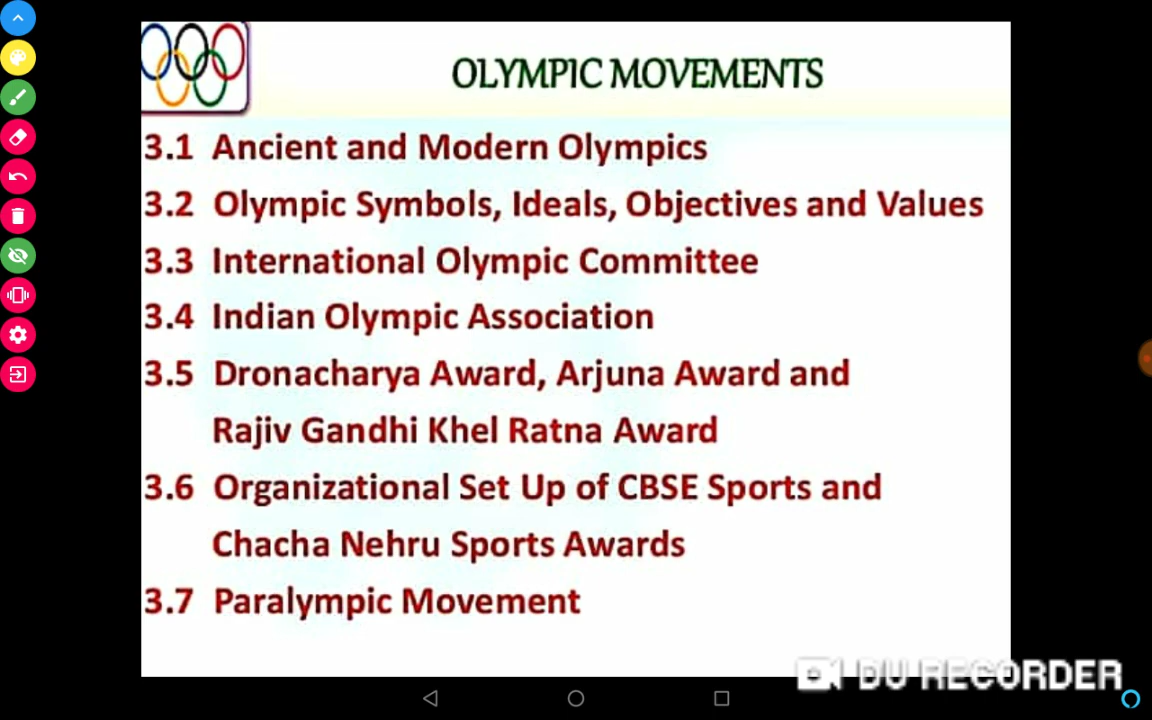 OLYMPIC MOVEMENTS
3.1 Ancient and Modern Olympics
3.2 Olympic Symbols, Ideals, Objectives and Values
3.3 International Olympic Committee
3.4 Indian Olympic Association
3.5 Dronacharya Award, Arjuna Award and
Rajiv Gandhi Khel Ratna Award
3.6 Organizational Set Up of CBSE Sports and
Chacha Nehru Sports Awards
3.7 Paralympic Movement
DU RECORDER